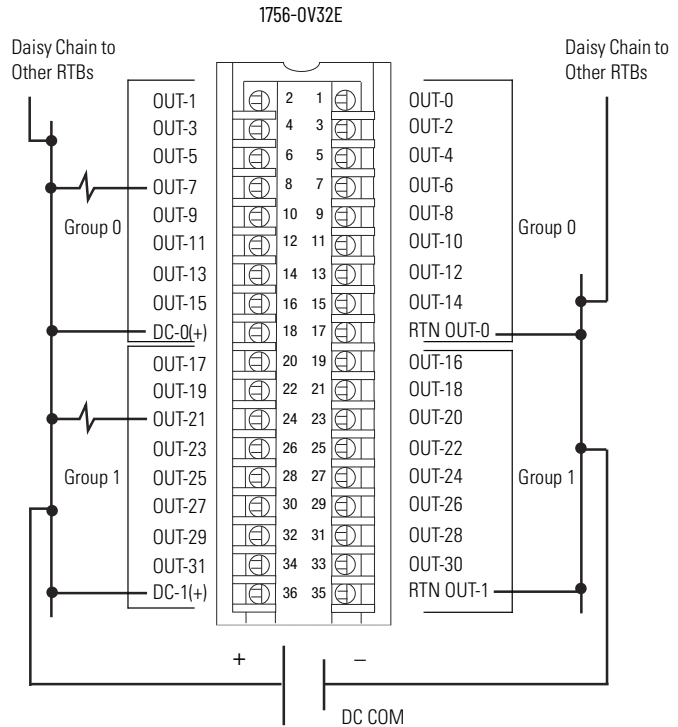 1756-OV32E
Daisy Chain to
Other RTBs
Daisy Chain to
Other RTBs
OUT-1 2 1 OUT-0
OUT-3 4 3 OUT-2
OUT-5 6 5 OUT-4
OUT-7 8 7 OUT-6
OUT-9 10 9 OUT-8
Group 0
Group 0
OUT-11 12 11 OUT-10
OUT-13 14 13 OUT-12
OUT-15 16 15 OUT-14
DC-0(+) 18 17 RTN OUT-0
OUT-17 20 19 OUT-16
OUT-19 22 21 OUT-18
OUT-21 24 23 OUT-20
OUT-23 26 25 OUT-22
Group 1 OUT-25 28 27 OUT-24 Group 1
OUT-27 30 29 OUT-26
OUT-29 32 31 OUT-28
OUT-31 34 33 OUT-30
DC-1(+) 36 35 RTN OUT-1
+ –
DC COM